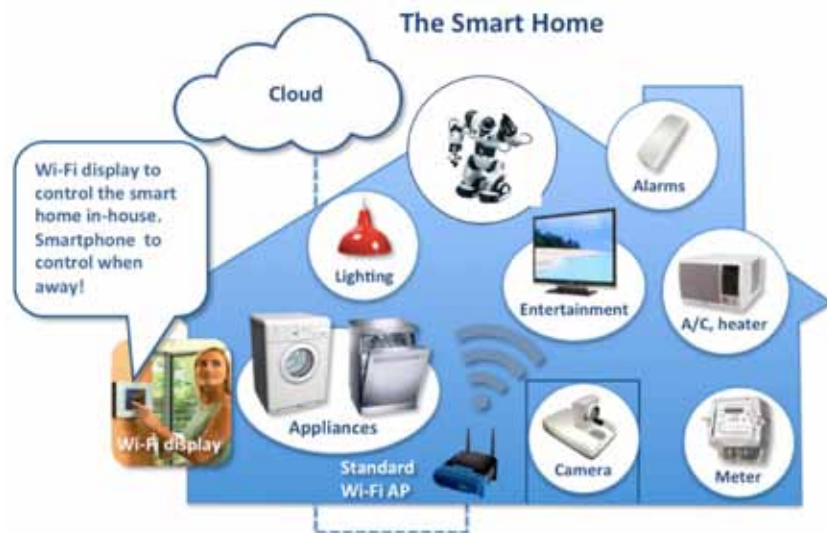 The Smart Home
Cloud
Wi-Fi display to
control the smart
home in-house.
Smartphone to
control when
away!
Alarms
Lighting
Entertainment
A/C, heater
Appliances
Wi-Fi display
Standard
Wi-Fi AP
Camera
Meter